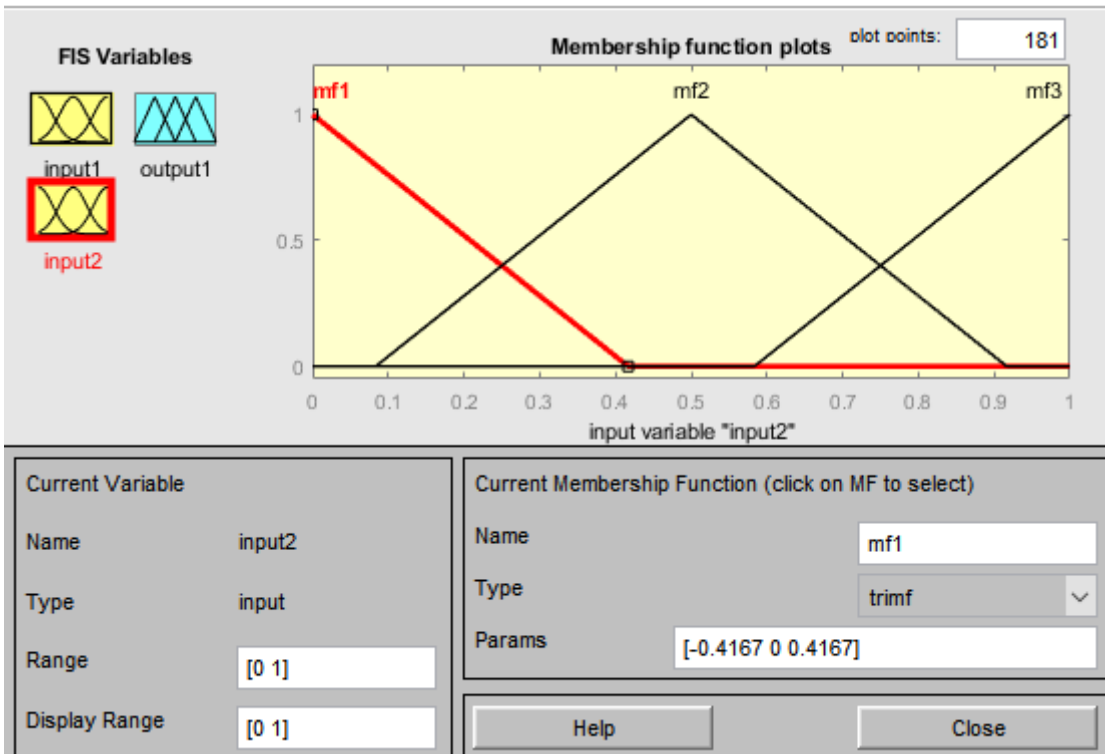 FIS Variables
input1
output1
input2
Membership function plots
plot points:
181
mf1
mf2
mf3
1
0.5
0
0 0.1 0.2 0.3 0.4 0.5 0.6 0.7 0.8 0.9 1
input variable "input2"
Current Variable
Name input2
Type input
Range [0 1]
Display Range [0 1]
Current Membership Function (click on MF to select)
Name mf1
Type trimf
Params [-0.4167 0 0.4167]
Help
Close